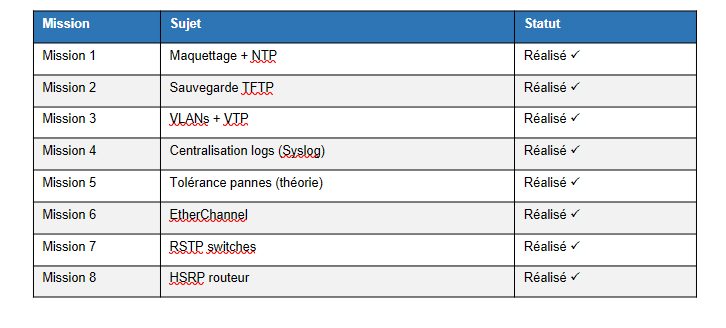 Mission Sujet Statut
Mission 1 Maquettage + NTP Réalisé ✓
Mission 2 Sauvegarde TFTP Réalisé ✓
Mission 3 VLANs + VTP Réalisé ✓
Mission 4 Centralisation logs (Syslog) Réalisé ✓
Mission 5 Tolérance pannes (théorie) Réalisé ✓
Mission 6 EtherChannel Réalisé ✓
Mission 7 RSTP switches Réalisé ✓
Mission 8 HSRP routeur Réalisé ✓